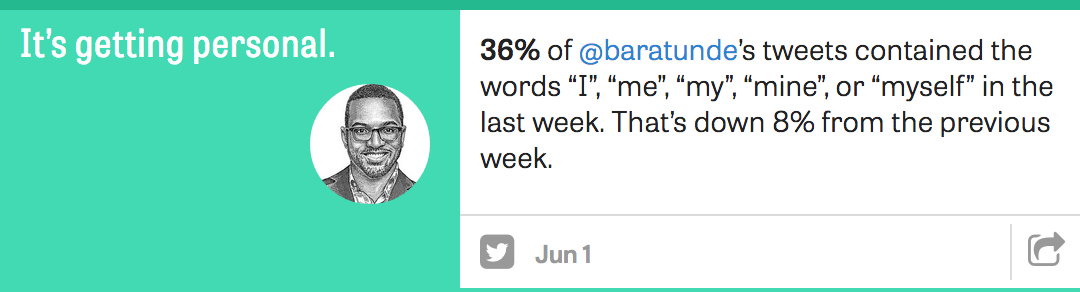 It’s getting personal.
36% of @baratunde’s tweets contained the
words “I”, “me”, “my”, “mine”, or “myself” in the
last week. That’s down 8% from the previous
week.
Jun 1